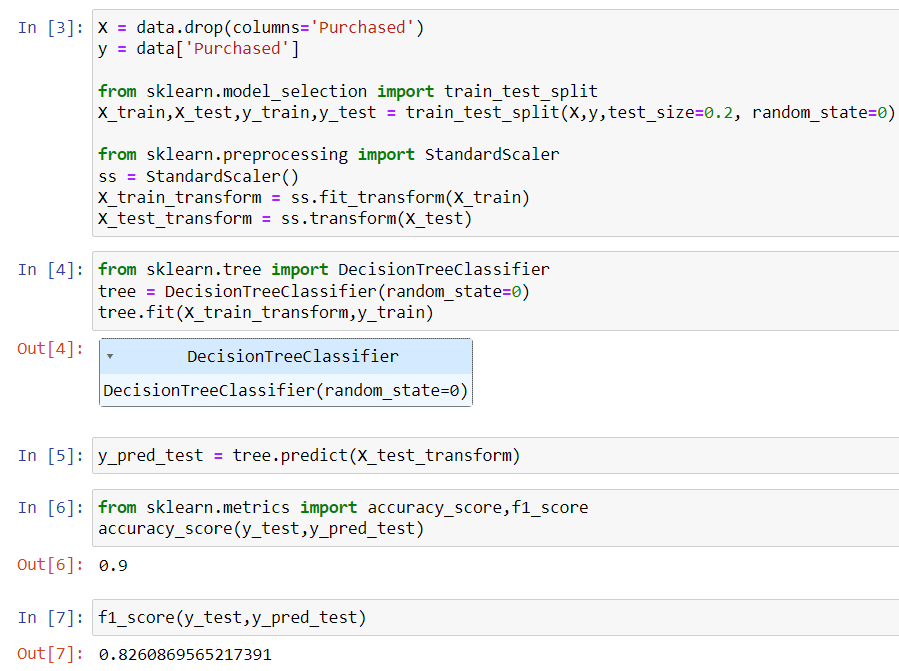 In [3]: X = data.drop(columns='Purchased')
y = data['Purchased']
from sklearn.model_selection import train_test_split
X_train,X_test,y_train,y_test = train_test_split(X,y,test_size=0.2, random_state=0)
from sklearn.preprocessing import StandardScaler
ss = StandardScaler()
X_train_transform = ss.fit_transform(X_train)
X_test_transform = ss.transform(X_test)
In [4]: from sklearn.tree import DecisionTreeClassifier
tree = DecisionTreeClassifier(random_state=0)
tree.fit(X_train_transform,y_train)
Out[4]: ▾ DecisionTreeClassifier
DecisionTreeClassifier(random_state=0)
In [5]: y_pred_test = tree.predict(X_test_transform)
In [6]: from sklearn.metrics import accuracy_score,f1_score
accuracy_score(y_test,y_pred_test)
Out[6]: 0.9
In [7]: f1_score(y_test,y_pred_test)
Out[7]: 0.8260869565217391